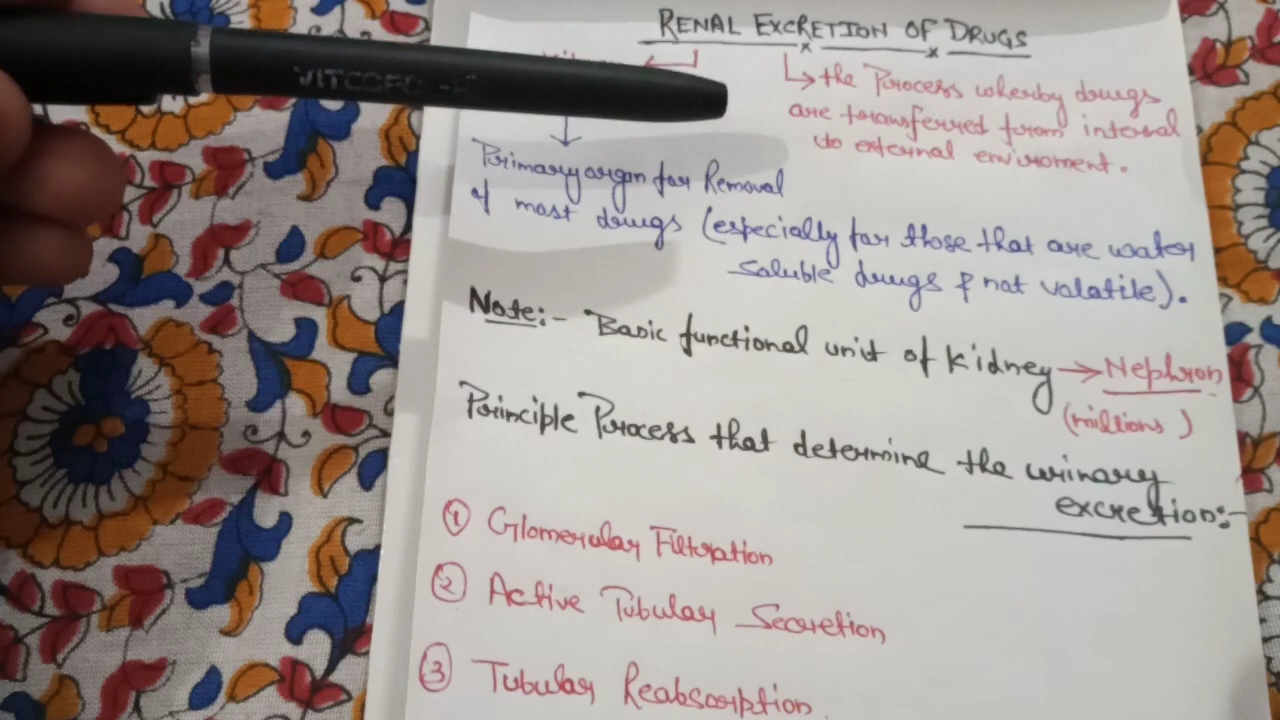 RENAL EXCRETION OF DRUGS
the Process wherby drugs
are transferred from internal
to external enviroment.
Primary organ for Removal
of most drugs (especially for those that are water
soluble drugs & not volatile).
Note:- Basic functional unit of kidney → Nephron
(millions)
Principle Process that determine the urinary
excretion:-
① Glomerular Filtration
② Active Tubular Secretion
③ Tubular Reabsorption.